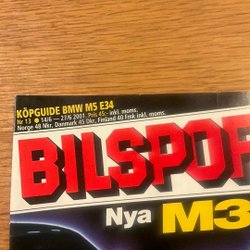 KÖPGUIDE BMW M5 E34
Nr 13 ● 14/6 – 27/6 2001. Pris 45:- inkl. moms.
Norge 48 Nkr, Danmark 45 Dkr, Finland 40 Fmk inkl. moms.
BILSPOR
Nya M3